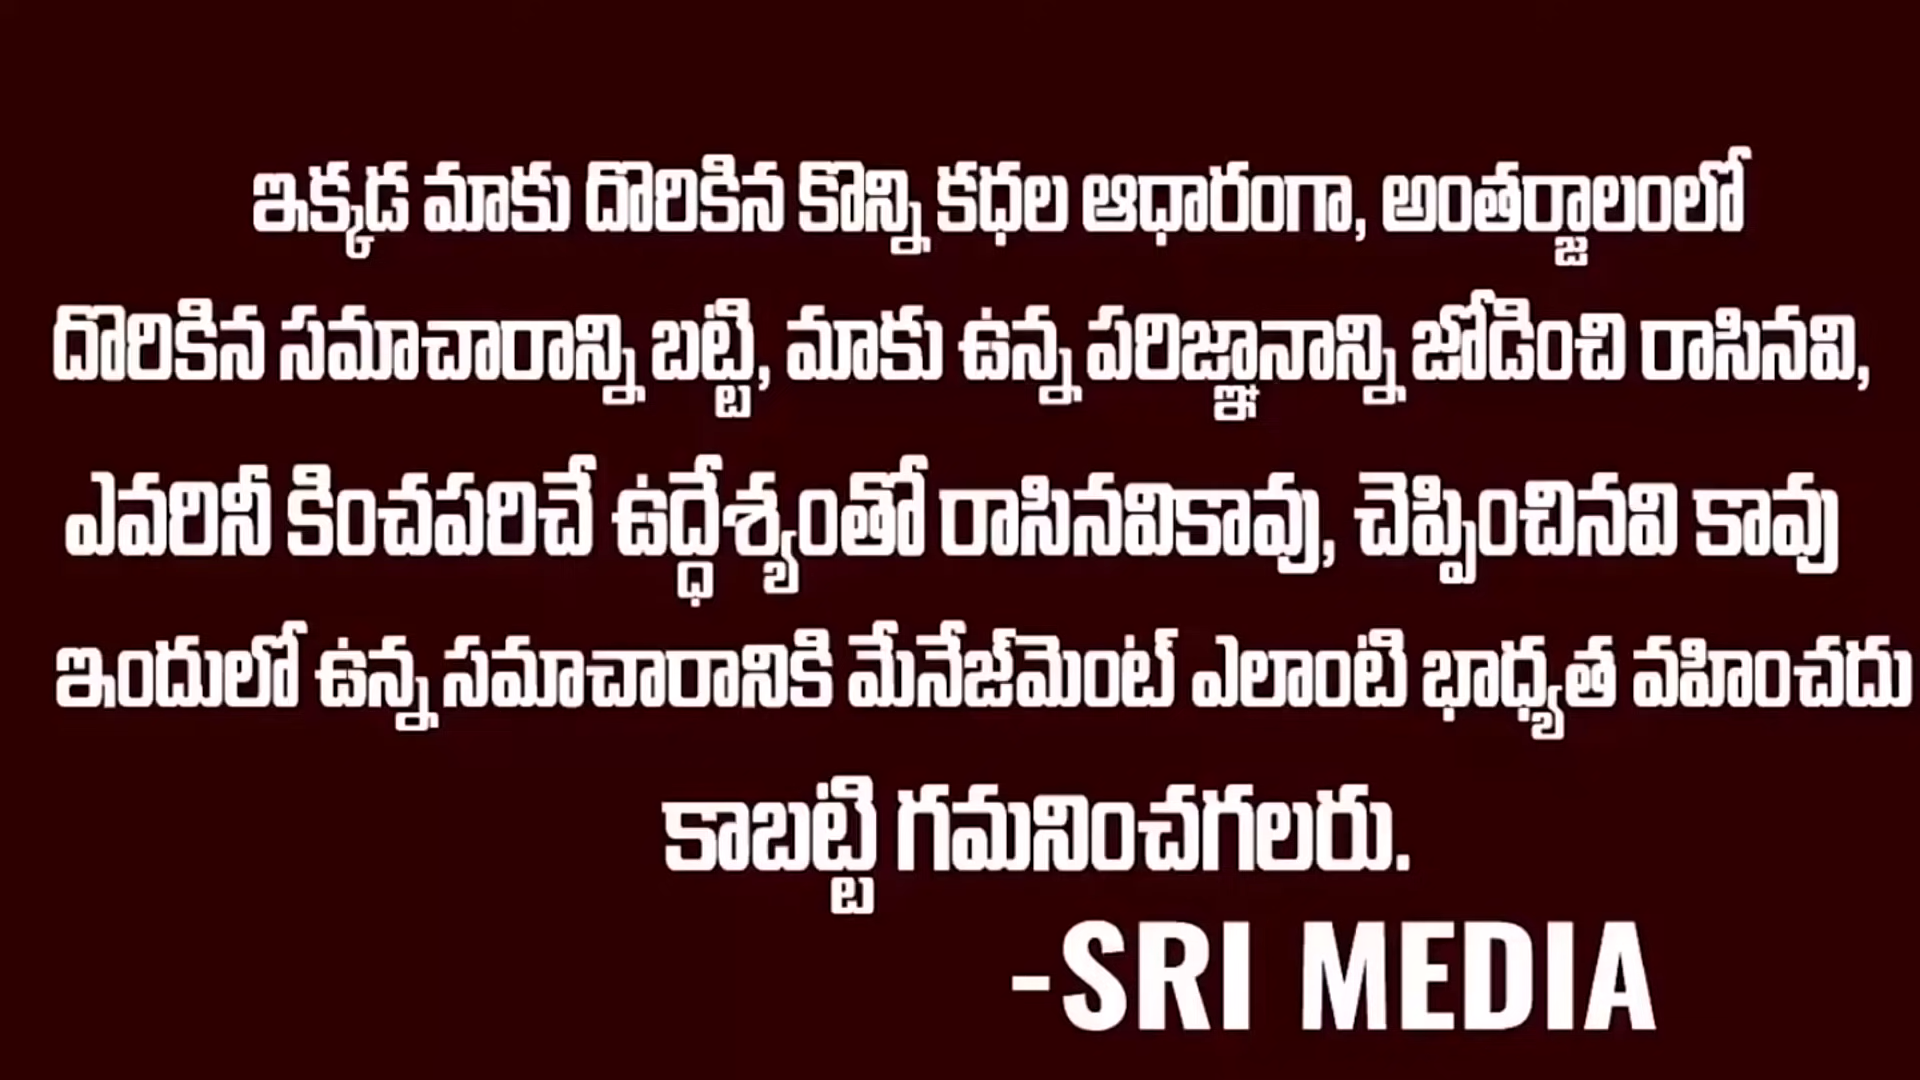 ఇక్కడ మాకు దొరికిన కొన్ని కధల ఆధారంగా, అంతర్జాలంలో
దొరికిన సమాచారాన్ని బట్టి, మాకు ఉన్న పరిజ్ఞానాన్ని జోడించి రాసినవి,
ఎవరినీ కించపరిచే ఉద్ధేశ్యంతో రాసినవికావు, చెప్పించినవి కావు
ఇందులో ఉన్న సమాచారానికి మేనేజ్‌మెంట్ ఎలాంటి భాధ్యత వహించదు
కాబట్టి గమనించగలరు.
-SRI MEDIA